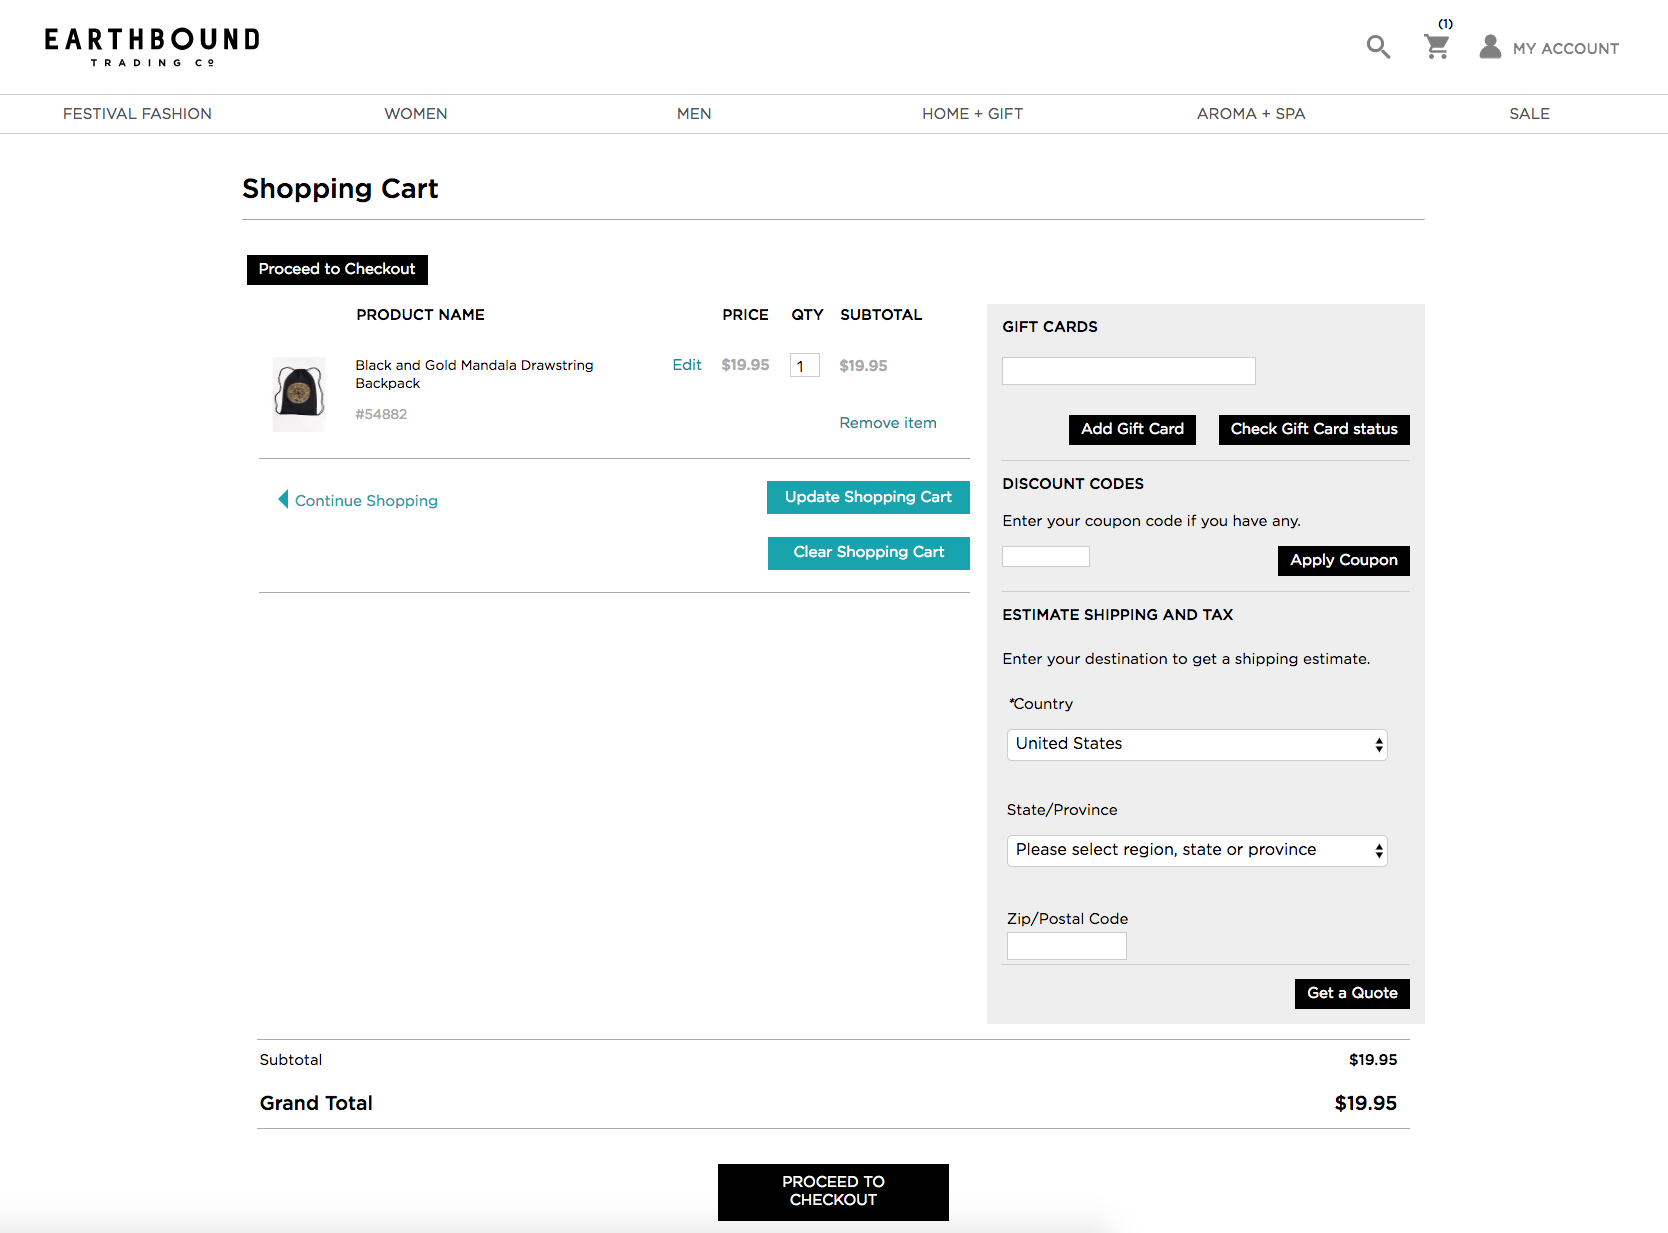 EARTHBOUND
TRADING Cº
(1)
MY ACCOUNT
FESTIVAL FASHION WOMEN MEN HOME + GIFT AROMA + SPA SALE
Shopping Cart
Proceed to Checkout
PRODUCT NAME PRICE QTY SUBTOTAL
Black and Gold Mandala Drawstring
Backpack
#54882
Edit $19.95 1 $19.95
Remove item
Continue Shopping
Update Shopping Cart
Clear Shopping Cart
GIFT CARDS
Add Gift Card Check Gift Card status
DISCOUNT CODES
Enter your coupon code if you have any.
Apply Coupon
ESTIMATE SHIPPING AND TAX
Enter your destination to get a shipping estimate.
*Country
United States
State/Province
Please select region, state or province
Zip/Postal Code
Get a Quote
Subtotal $19.95
Grand Total $19.95
PROCEED TO
CHECKOUT